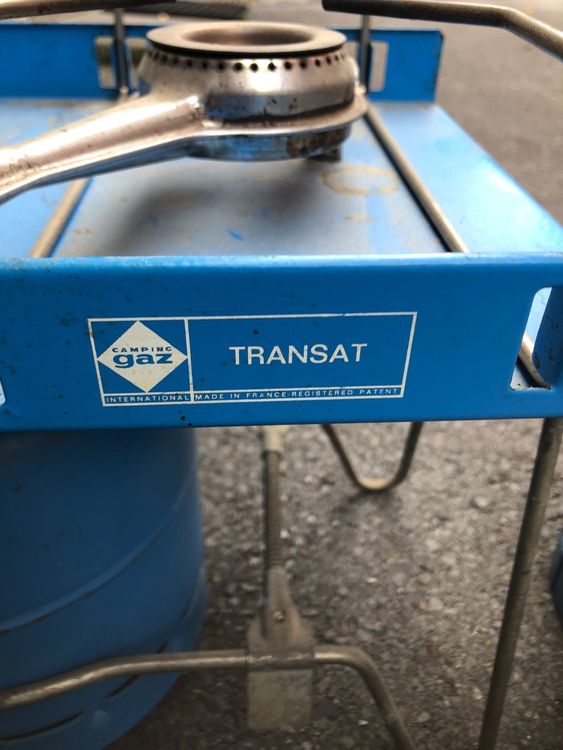 CAMPING
gaz
TRANSAT
INTERNATIONAL MADE IN FRANCE-REGISTERED PATENT